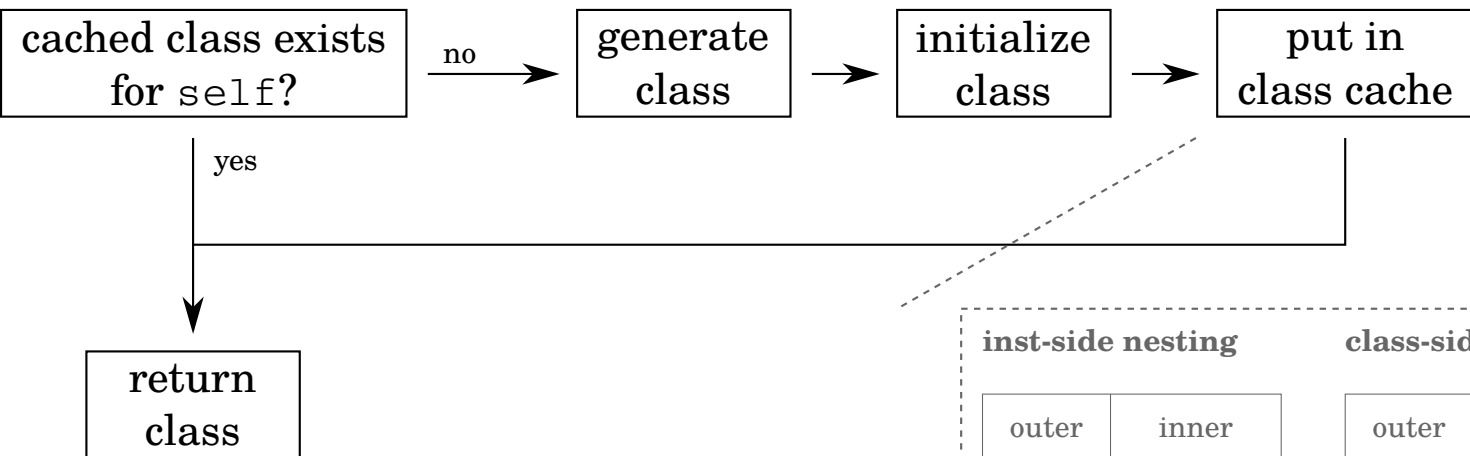 cached class exists
for self?
no
generate
class
initialize
class
put in
class cache
yes
return
class
inst-side nesting
outer
inner
outer